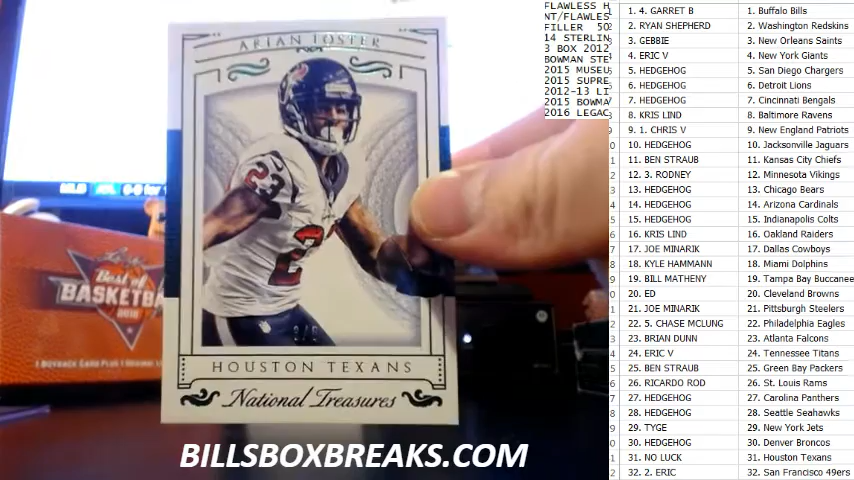 FLAWLESS H
NT/FLAWLES
FILLER 50
14 STERLIN
3 BOX 2012
BOWMAN STE
2015 MUSEU
2015 SUPRE
2012-13 LI
2015 BOWMA
2016 LEGAC
ARIAN FOSTER
23
HOUSTON TEXANS
National Treasures
Best of
BASKETBA
BILLSBOXBREAKS.COM
1. 4. GARRET B 1. Buffalo Bills
2. RYAN SHEPHERD 2. Washington Redskins
3. GEBBIE 3. New Orleans Saints
4. ERIC V 4. New York Giants
5. HEDGEHOG 5. San Diego Chargers
6. HEDGEHOG 6. Detroit Lions
7. HEDGEHOG 7. Cincinnati Bengals
8. KRIS LIND 8. Baltimore Ravens
9. 1. CHRIS V 9. New England Patriots
10. HEDGEHOG 10. Jacksonville Jaguars
11. BEN STRAUB 11. Kansas City Chiefs
12. 3. RODNEY 12. Minnesota Vikings
13. HEDGEHOG 13. Chicago Bears
14. HEDGEHOG 14. Arizona Cardinals
15. HEDGEHOG 15. Indianapolis Colts
16. KRIS LIND 16. Oakland Raiders
17. JOE MINARIK 17. Dallas Cowboys
18. KYLE HAMMANN 18. Miami Dolphins
19. BILL MATHENY 19. Tampa Bay Buccanee
20. ED 20. Cleveland Browns
21. JOE MINARIK 21. Pittsburgh Steelers
22. 5. CHASE MCLUNG 22. Philadelphia Eagles
23. BRIAN DUNN 23. Atlanta Falcons
24. ERIC V 24. Tennessee Titans
25. BEN STRAUB 25. Green Bay Packers
26. RICARDO ROD 26. St. Louis Rams
27. HEDGEHOG 27. Carolina Panthers
28. HEDGEHOG 28. Seattle Seahawks
29. TYGE 29. New York Jets
30. HEDGEHOG 30. Denver Broncos
31. NO LUCK 31. Houston Texans
32. 2. ERIC 32. San Francisco 49ers